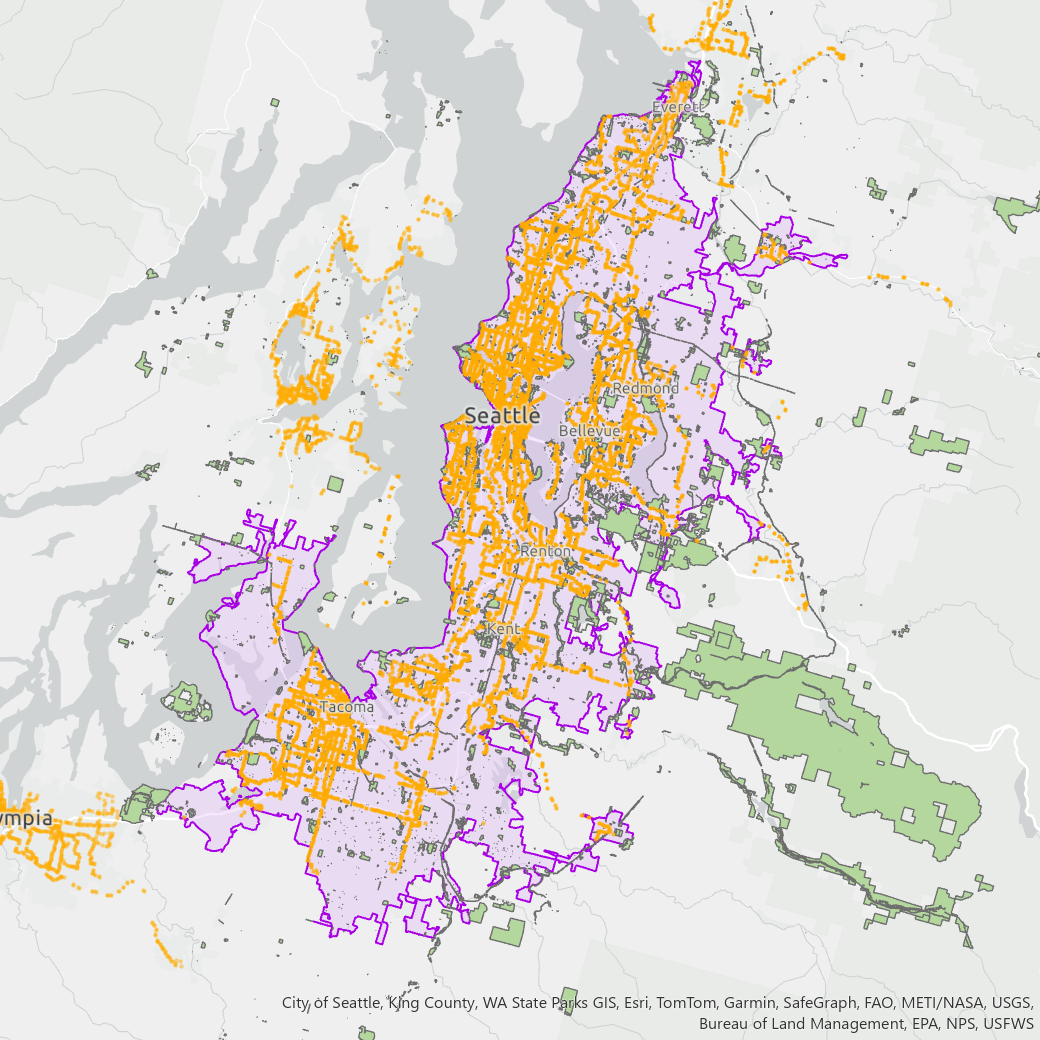 Everett
Redmond
Seattle
Bellevue
Renton
Kent
Tacoma
ympia
City of Seattle, King County, WA State Parks GIS, Esri, TomTom, Garmin, SafeGraph, FAO, METI/NASA, USGS,
Bureau of Land Management, EPA, NPS, USFWS